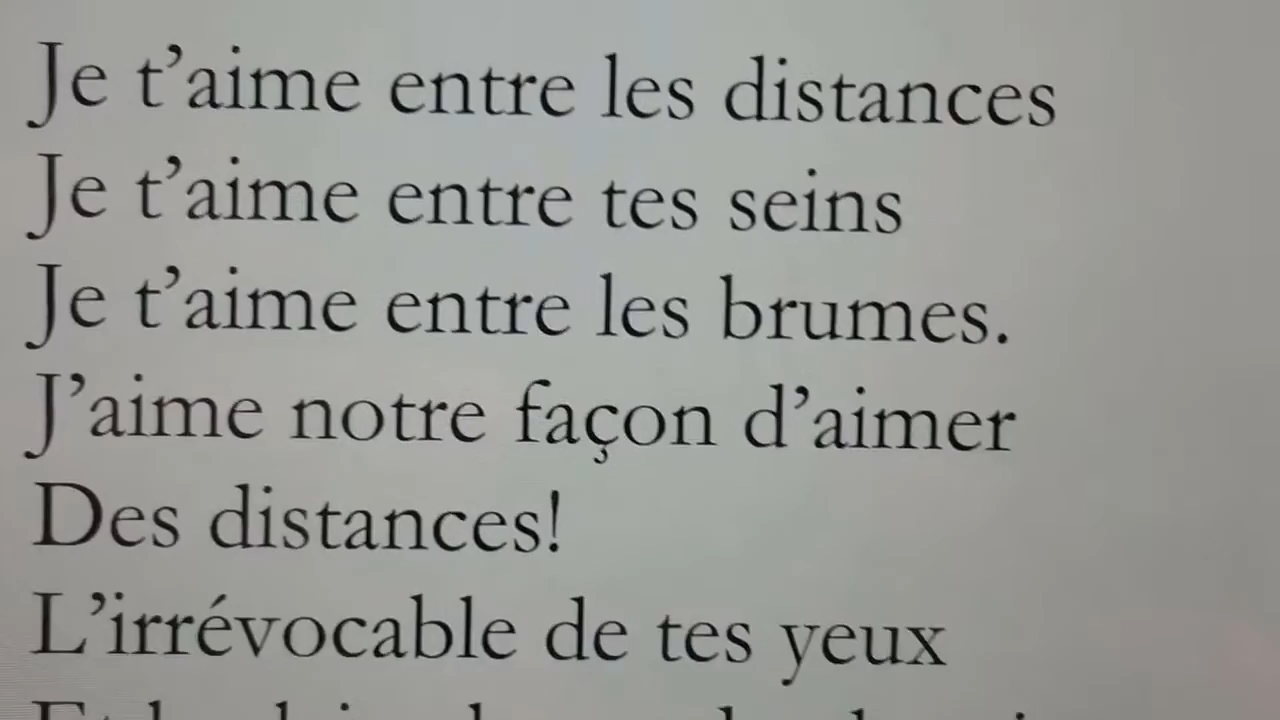 Je t’aime entre les distances
Je t’aime entre tes seins
Je t’aime entre les brumes.
J’aime notre façon d’aimer
Des distances!
L’irrévocable de tes yeux